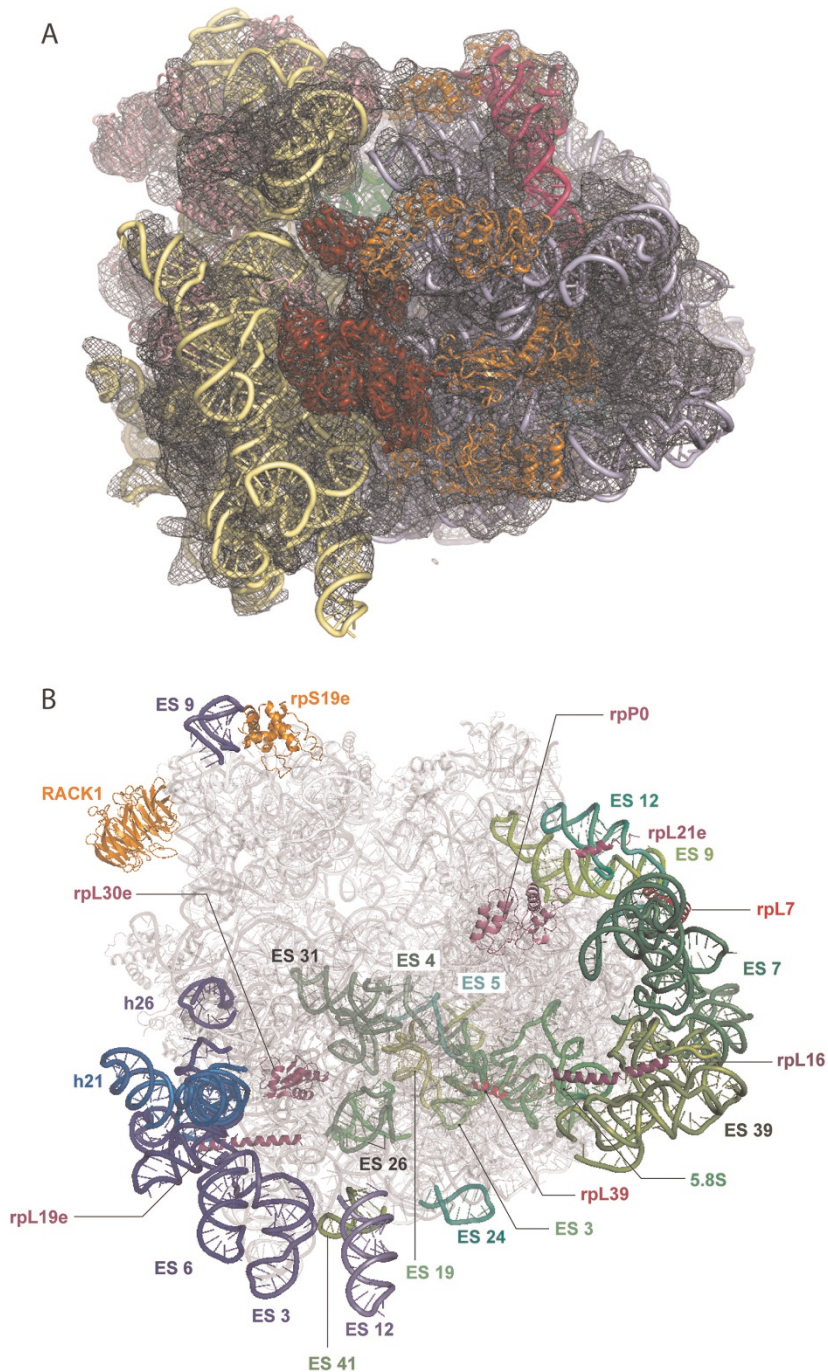 A
B
ES 9
rpS19e
rpP0
RACK1
ES 12
rpL21e
ES 9
rpL30e
rpL7
ES 31
ES 4
ES 5
ES 7
h26
h21
rpL16
ES 39
ES 26
5.8S
rpL19e
rpL39
ES 24
ES 3
ES 6
ES 19
ES 3
ES 12
ES 41